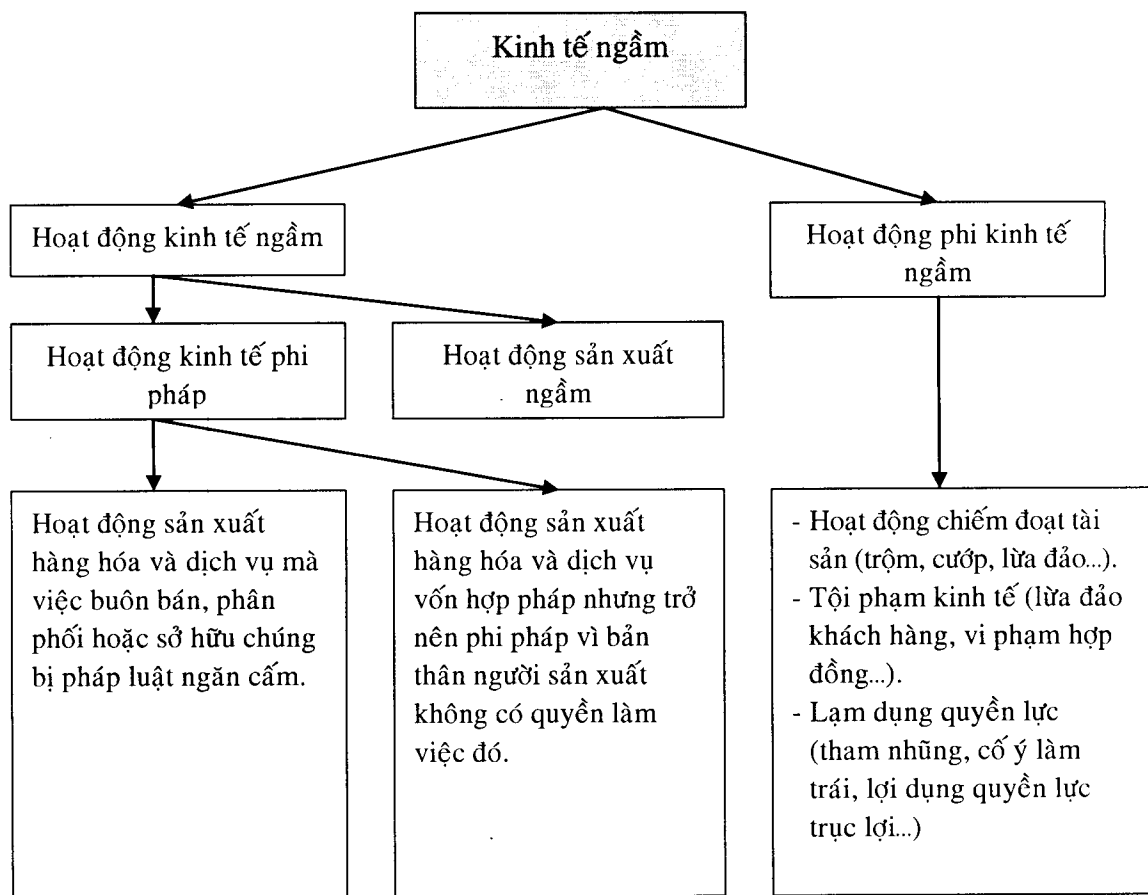 Kinh tế ngầm
Hoạt động kinh tế ngầm
Hoạt động phi kinh tế
ngầm
Hoạt động kinh tế phi
pháp
Hoạt động sản xuất
ngầm
Hoạt động sản xuất
hàng hóa và dịch vụ mà
việc buôn bán, phân
phối hoặc sở hữu chúng
bị pháp luật ngăn cấm.
Hoạt động sản xuất
hàng hóa và dịch vụ
vốn hợp pháp nhưng trở
nên phi pháp vì bản
thân người sản xuất
không có quyền làm
việc đó.
- Hoạt động chiếm đoạt tài
sản (trộm, cướp, lừa đảo...).
- Tội phạm kinh tế (lừa đảo
khách hàng, vi phạm hợp
đồng...).
- Lạm dụng quyền lực
(tham nhũng, cố ý làm
trái, lợi dụng quyền lực
trục lợi...)